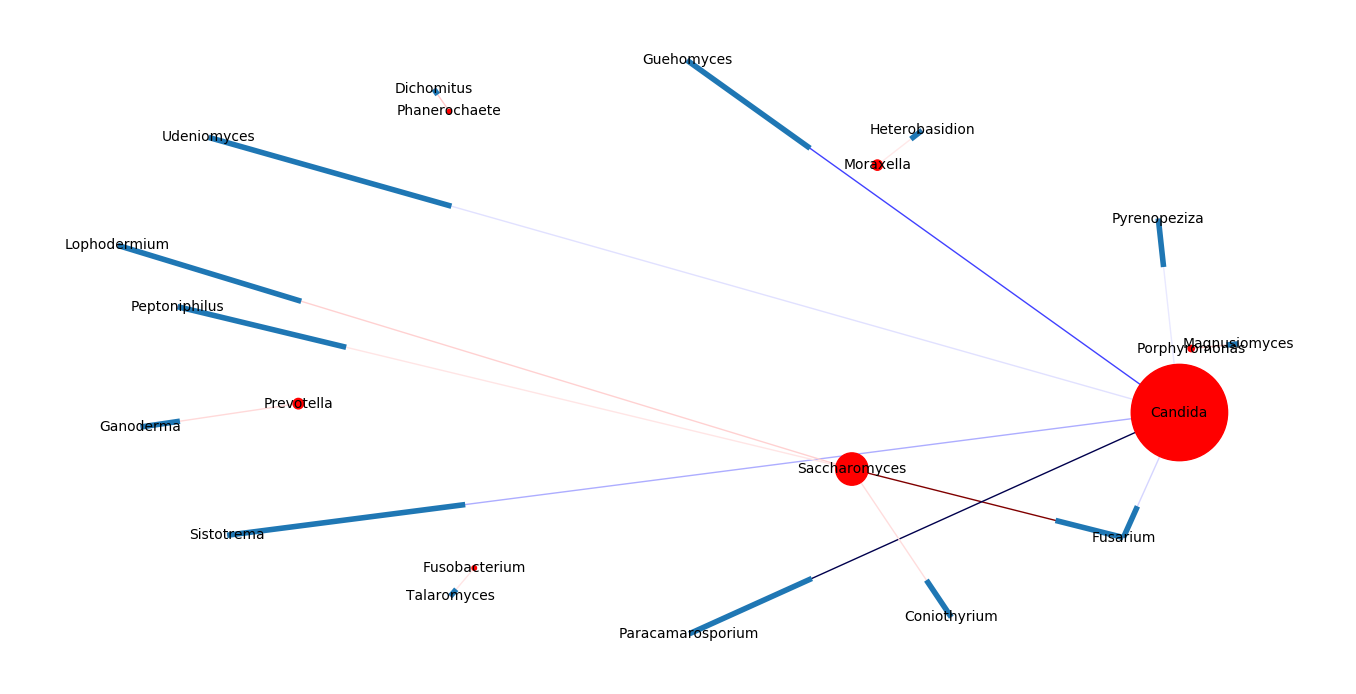 Guehomyces
Dichomitus
Phanerochaete
Heterobasidion
Udeniomyces
Moraxella
Pyrenopeziza
Lophodermium
Peptoniphilus
Magnusiomyces
Porphyromonas
Prevotella
Candida
Ganoderma
Saccharomyces
Sistotrema
Fusarium
Fusobacterium
Talaromyces
Coniothyrium
Paracamarosporium